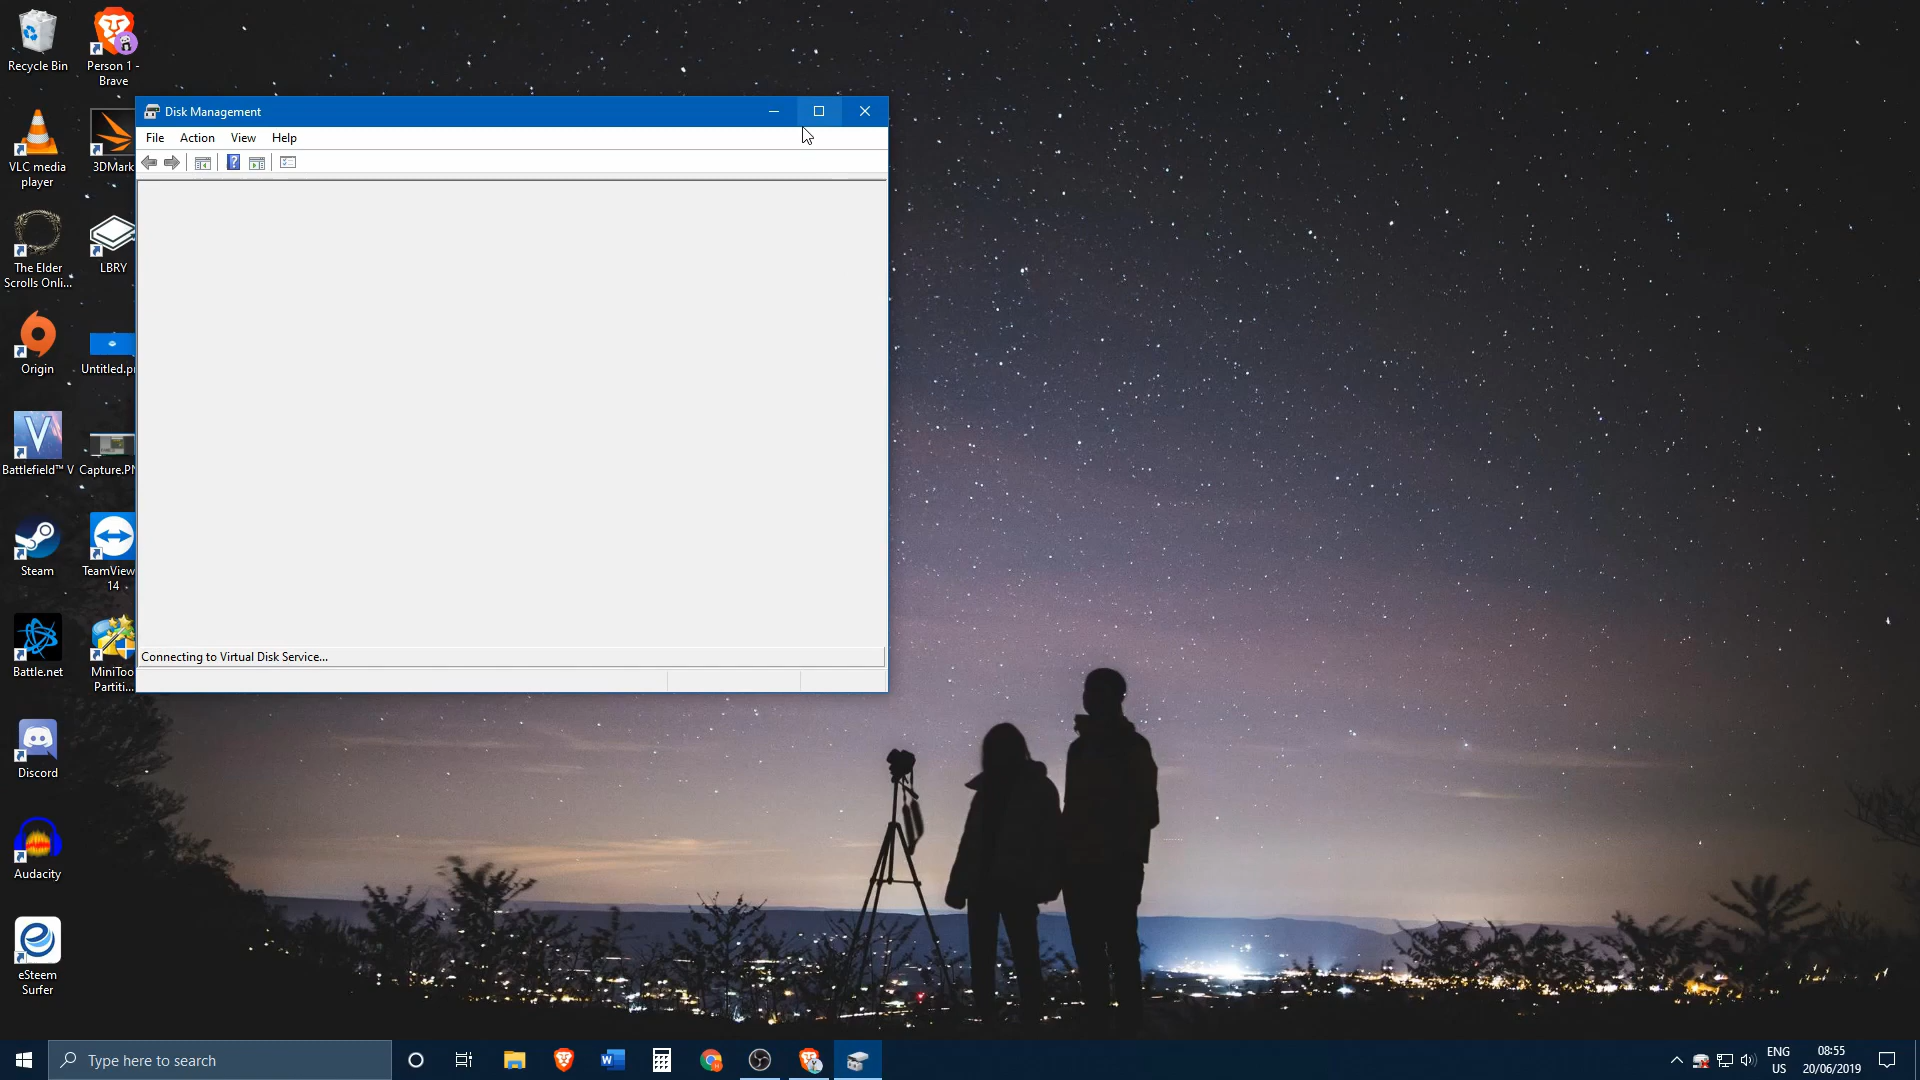 Recycle Bin
Person 1 -
Brave
Disk Management
File Action View Help
VLC media
player
3DMark
The Elder
Scrolls Onli...
LBRY
Origin
Untitled.pn
Battlefield™ V
Capture.PN
Steam
TeamView
14
Battle.net
MiniToo
Partiti...
Connecting to Virtual Disk Service...
Discord
Audacity
eSteem
Surfer
Type here to search
ENG
US
08:55
20/06/2019